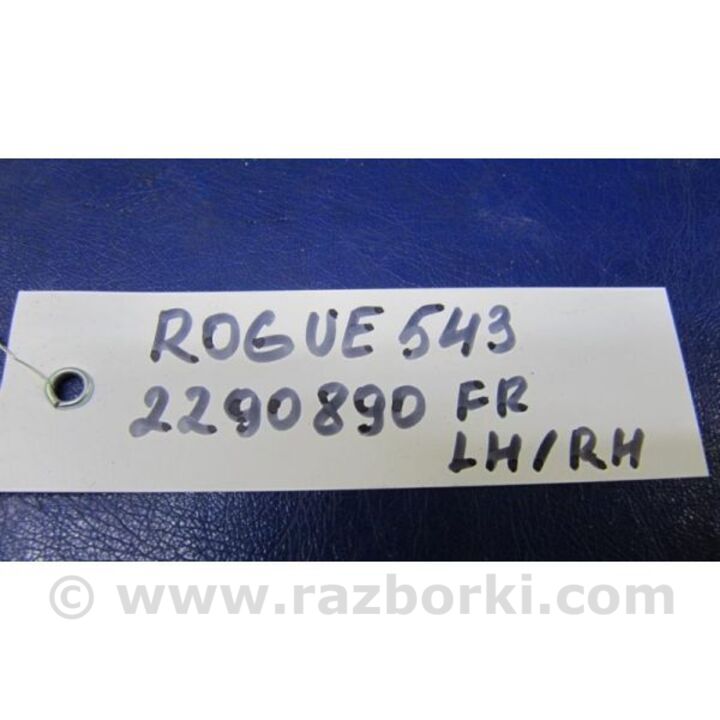 ROGUE 543
2290890 FR
LH/RH
© www.razborki.com